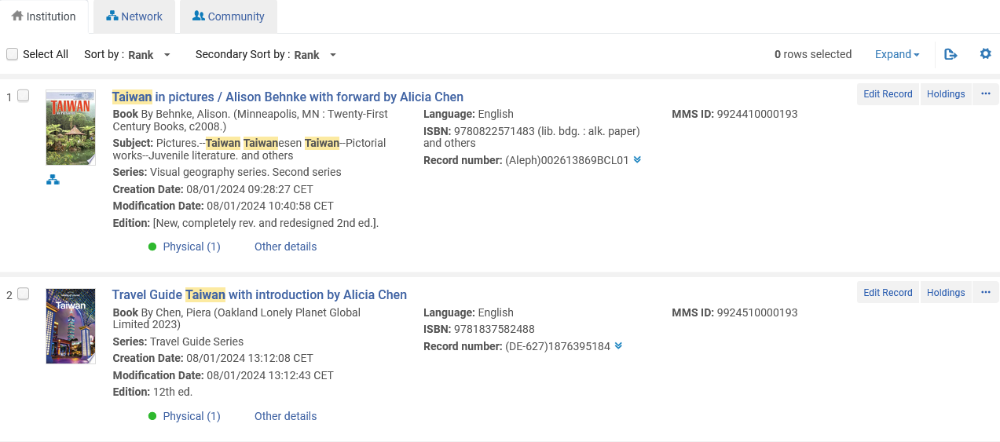 Institution
Network
Community
Select All
Sort by : Rank
Secondary Sort by : Rank
0 rows selected
Expand
1
TAIWAN
Taiwan in pictures / Alison Behnke with forward by Alicia Chen
Book By Behnke, Alison. (Minneapolis, MN : Twenty-First
Century Books, c2008.)
Subject: Pictures.--Taiwan Taiwanesen Taiwan--Pictorial
works--Juvenile literature. and others
Series: Visual geography series. Second series
Creation Date: 08/01/2024 09:28:27 CET
Modification Date: 08/01/2024 10:40:58 CET
Edition: [New, completely rev. and redesigned 2nd ed.].
Physical (1)
Other details
Language: English
ISBN: 9780822571483 (lib. bdg. : alk. paper)
and others
Record number: (Aleph)002613869BCL01
MMS ID: 9924410000193
Edit Record
Holdings
2
Taiwan
Travel Guide Taiwan with introduction by Alicia Chen
Book By Chen, Piera (Oakland Lonely Planet Global
Limited 2023)
Series: Travel Guide Series
Creation Date: 08/01/2024 13:12:08 CET
Modification Date: 08/01/2024 13:12:43 CET
Edition: 12th ed.
Physical (1)
Other details
Language: English
ISBN: 9781837582488
Record number: (DE-627)1876395184
MMS ID: 9924510000193
Edit Record
Holdings